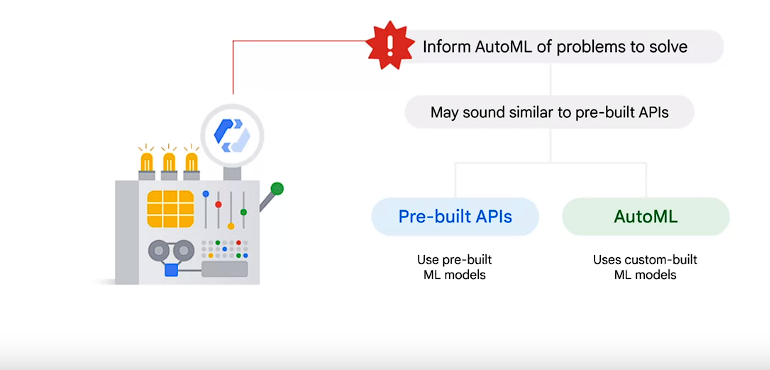 Inform AutoML of problems to solve
May sound similar to pre-built APIs
Pre-built APIs
AutoML
Use pre-built
ML models
Uses custom-built
ML models